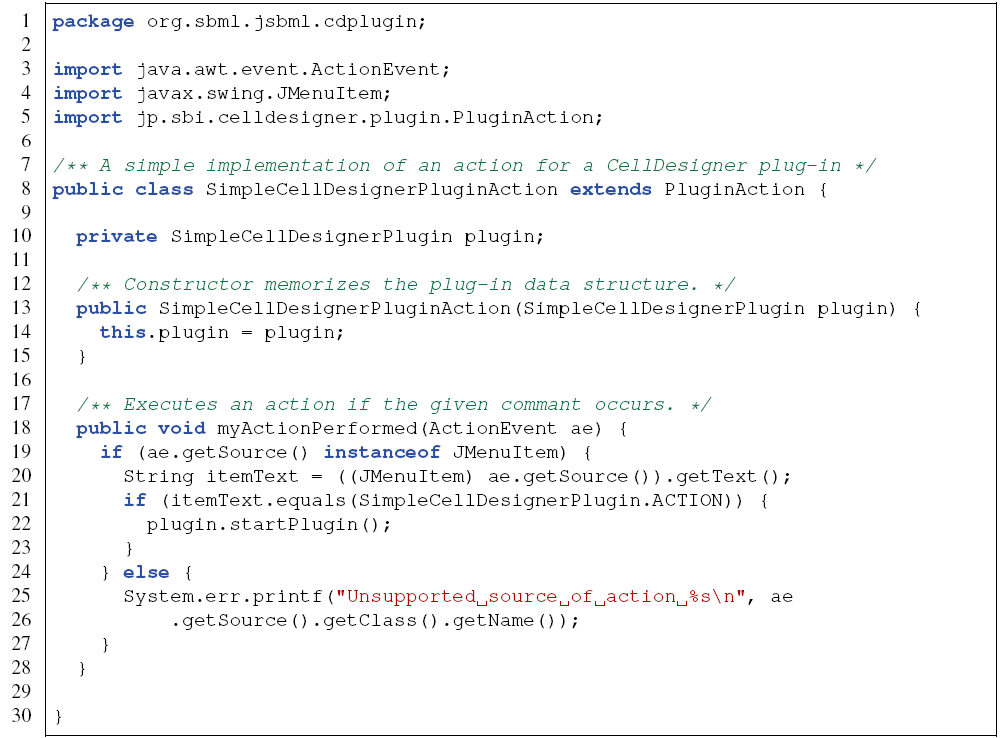 1 package org.sbml.jsbml.cdplugin;
2
3 import java.awt.event.ActionEvent;
4 import javax.swing.JMenuItem;
5 import jp.sbi.celldesigner.plugin.PluginAction;
6
7 /** A simple implementation of an action for a CellDesigner plug-in */
8 public class SimpleCellDesignerPluginAction extends PluginAction {
9
10   private SimpleCellDesignerPlugin plugin;
11
12   /** Constructor memorizes the plug-in data structure. */
13   public SimpleCellDesignerPluginAction(SimpleCellDesignerPlugin plugin) {
14     this.plugin = plugin;
15   }
16
17   /** Executes an action if the given commant occurs. */
18   public void myActionPerformed(ActionEvent ae) {
19     if (ae.getSource() instanceof JMenuItem) {
20       String itemText = ((JMenuItem) ae.getSource()).getText();
21       if (itemText.equals(SimpleCellDesignerPlugin.ACTION)) {
22         plugin.startPlugin();
23       }
24     } else {
25       System.err.printf("Unsupported␣source␣of␣action␣%s\n", ae
26           .getSource().getClass().getName());
27     }
28   }
29
30 }